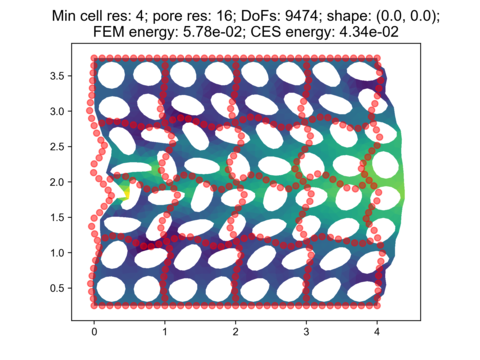 Min cell res: 4; pore res: 16; DoFs: 9474; shape: (0.0, 0.0);
FEM energy: 5.78e-02; CES energy: 4.34e-02
3.5
3.0
2.5
2.0
1.5
1.0
0.5
0 1 2 3 4